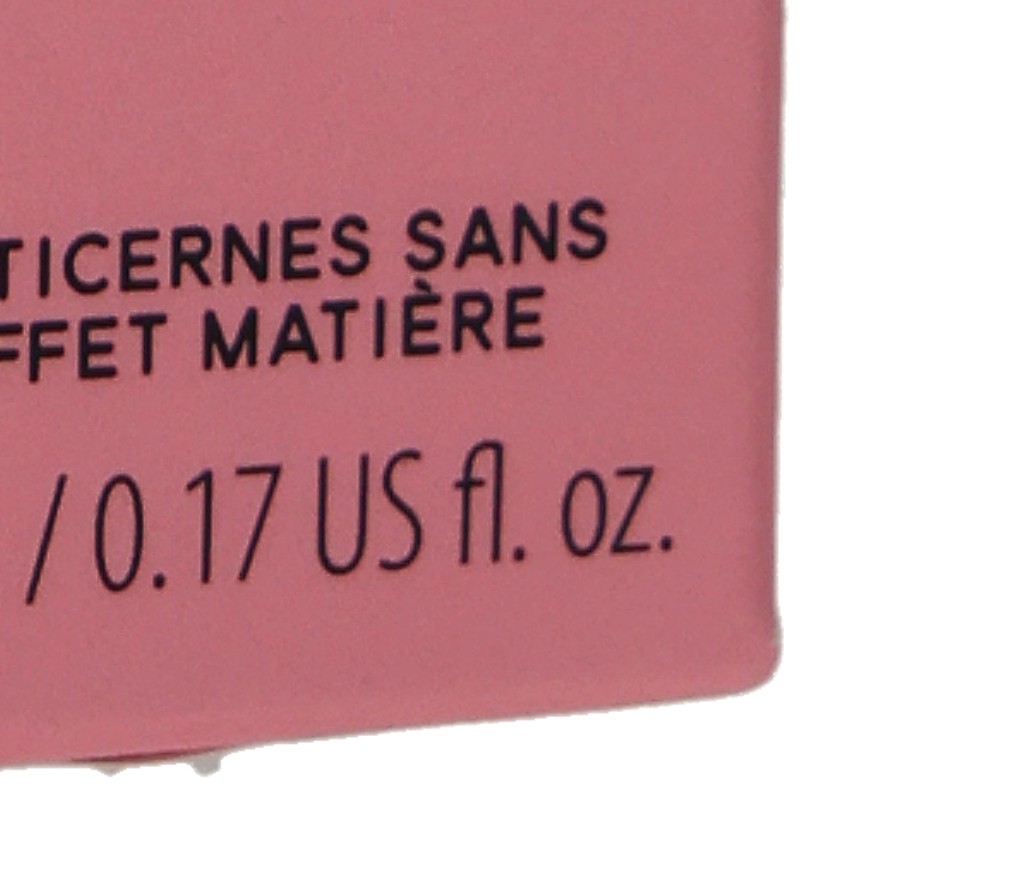 TICERNES SANS
FFET MATIÈRE
/ 0.17 US fl. oz.